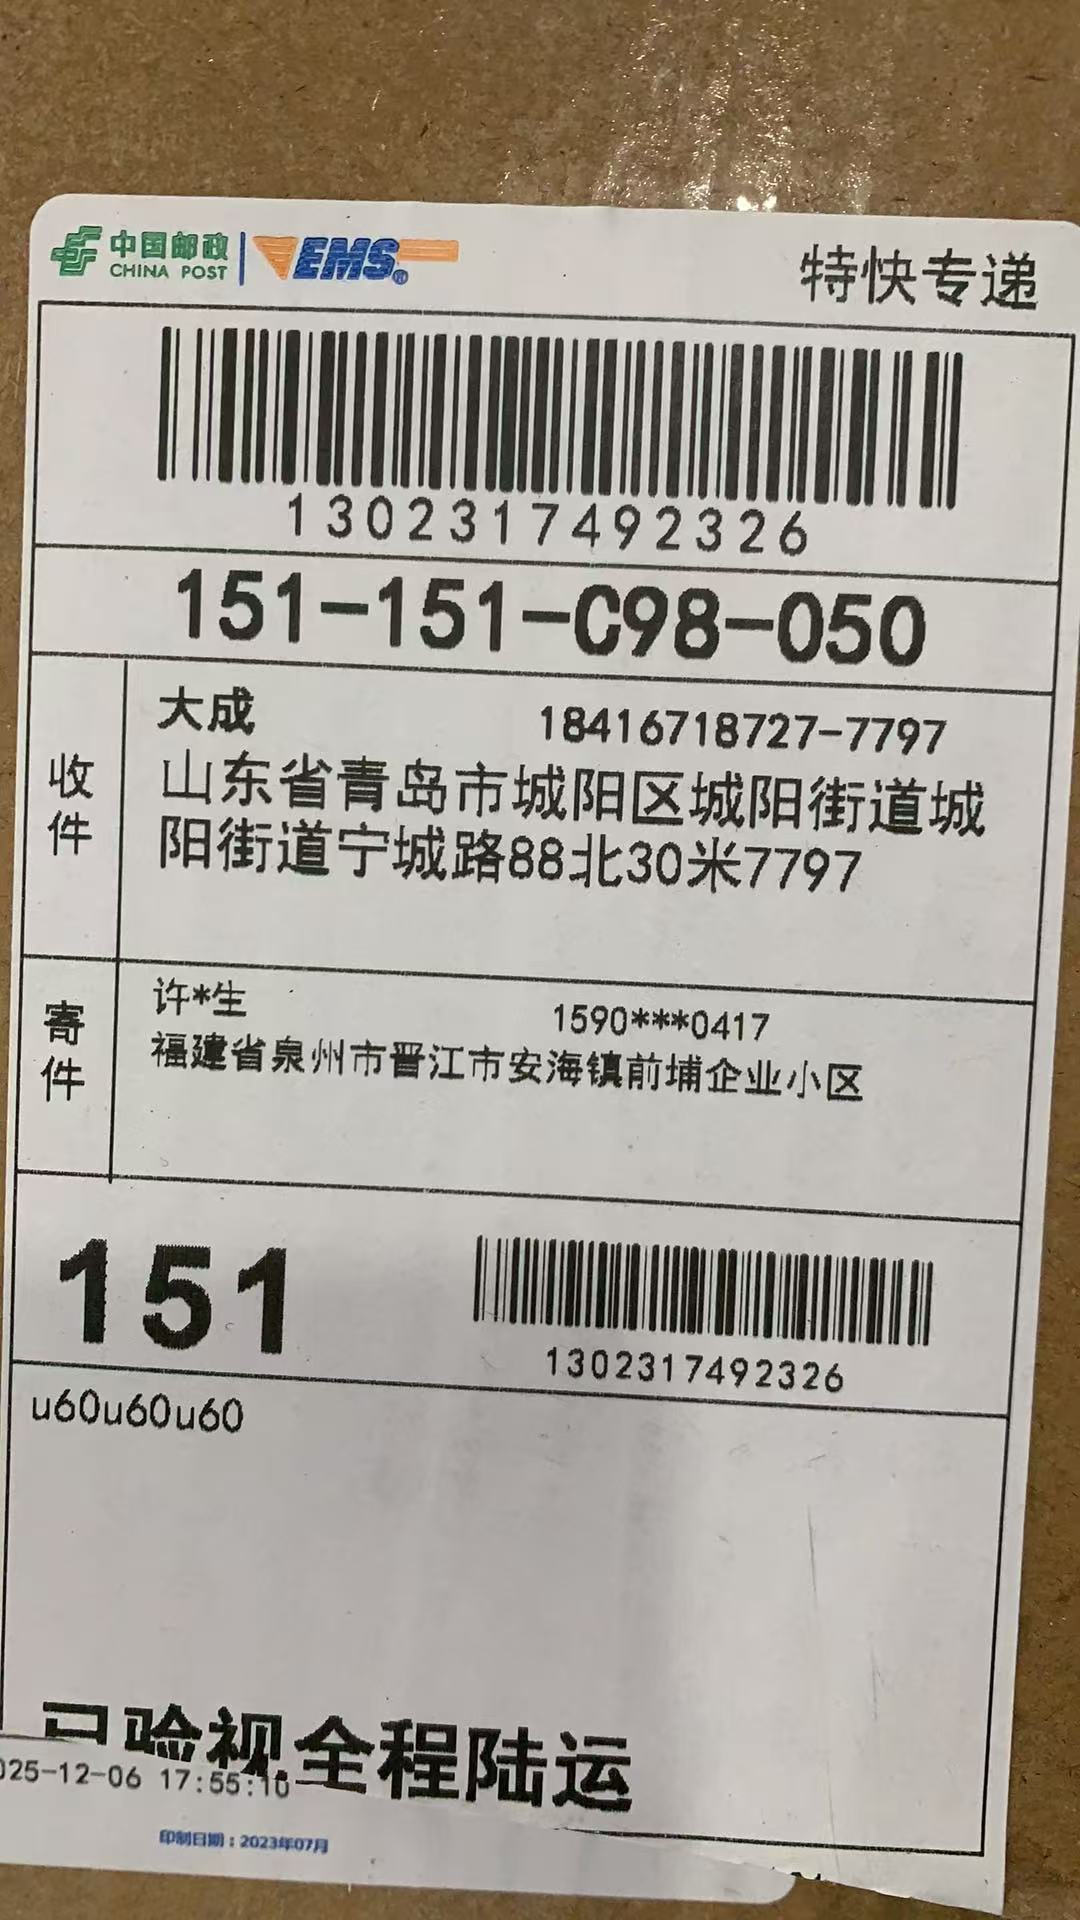 中国邮政
CHINA POST
EMS®
特快专递
1302317492326
151-151-C98-050
收件
大成 18416718727-7797
山东省青岛市城阳区城阳街道城
阳街道宁城路88北30米7797
寄件
许*生 1590***0417
福建省泉州市晋江市安海镇前埔企业小区
151
1302317492326
u60u60u60
已验视 全程陆运
025-12-06 17:55:10
印制日期：2023年07月